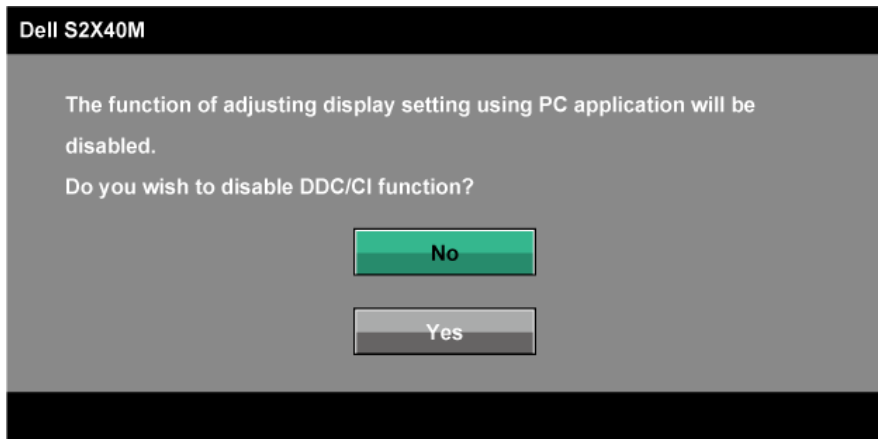 Dell S2X40M
The function of adjusting display setting using PC application will be
disabled.
Do you wish to disable DDC/CI function?
No
Yes